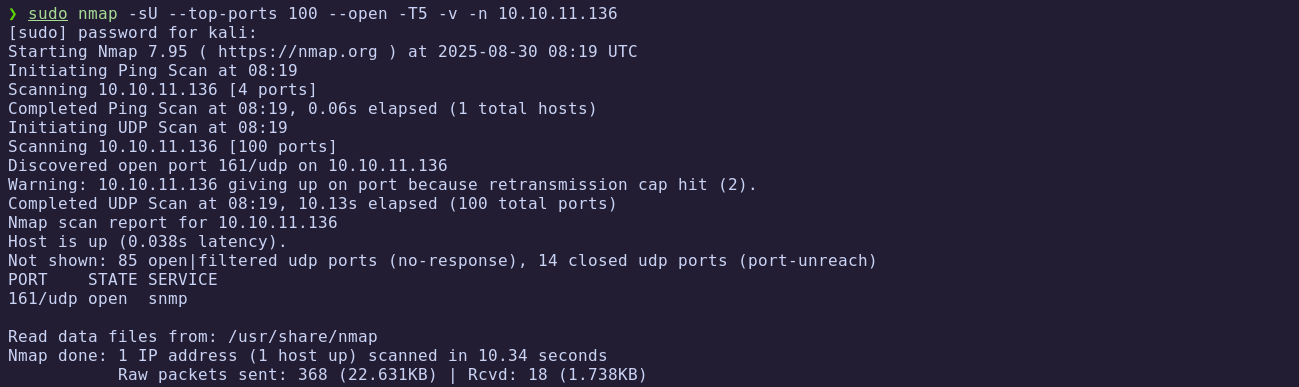 ❯ sudo nmap -sU --top-ports 100 --open -T5 -v -n 10.10.11.136
[sudo] password for kali:
Starting Nmap 7.95 ( https://nmap.org ) at 2025-08-30 08:19 UTC
Initiating Ping Scan at 08:19
Scanning 10.10.11.136 [4 ports]
Completed Ping Scan at 08:19, 0.06s elapsed (1 total hosts)
Initiating UDP Scan at 08:19
Scanning 10.10.11.136 [100 ports]
Discovered open port 161/udp on 10.10.11.136
Warning: 10.10.11.136 giving up on port because retransmission cap hit (2).
Completed UDP Scan at 08:19, 10.13s elapsed (100 total ports)
Nmap scan report for 10.10.11.136
Host is up (0.038s latency).
Not shown: 85 open|filtered udp ports (no-response), 14 closed udp ports (port-unreach)
PORT    STATE SERVICE
161/udp open  snmp

Read data files from: /usr/share/nmap
Nmap done: 1 IP address (1 host up) scanned in 10.34 seconds
           Raw packets sent: 368 (22.631KB) | Rcvd: 18 (1.738KB)